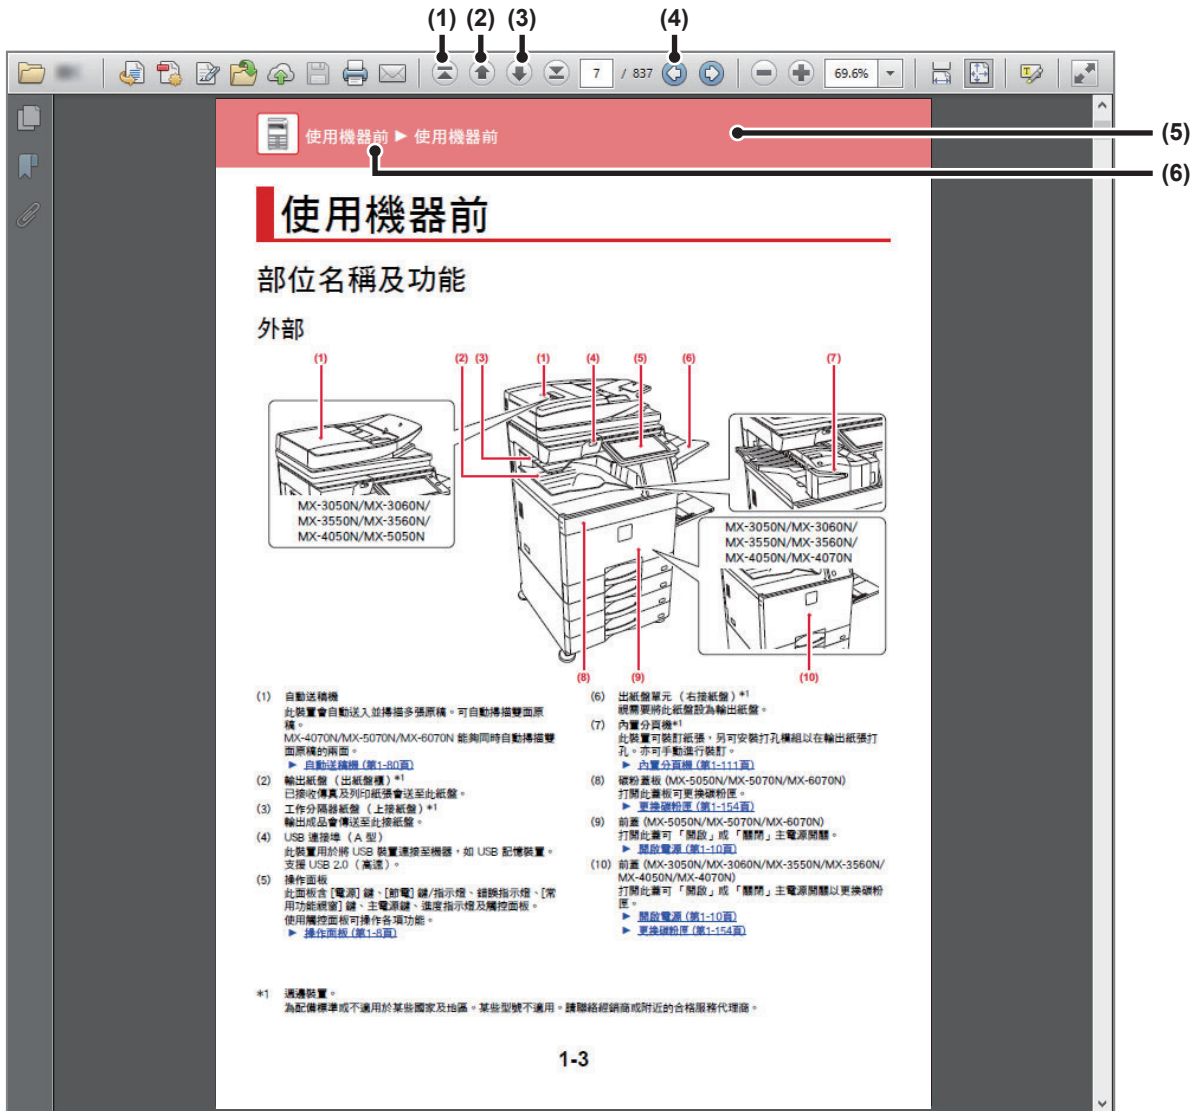 (1) (2) (3) (4)
7 / 837 69.6%
使用機器前 ► 使用機器前
(5)
(6)
使用機器前
部位名稱及功能
外部
(1) (2) (3) (1) (4) (5) (6) (7)
MX-3050N/MX-3060N/
MX-3550N/MX-3560N/
MX-4050N/MX-5050N
MX-3050N/MX-3060N/
MX-3550N/MX-3560N/
MX-4050N/MX-4070N
(8) (9) (10)
(1) 自動送稿機
此裝置會自動送入並掃描多張原稿。可自動掃描雙面原
稿。
MX-4070N/MX-5070N/MX-6070N 能夠同時自動掃描雙
面原稿的兩面。
► 自動送稿機 (第1-80頁)
(2) 輸出紙盤（出紙盤櫃）*1
已接收傳真及列印紙張會送至此紙盤。
(3) 工作分隔器紙盤（上接紙盤）*1
輸出成品會傳送至此接紙盤。
(4) USB 連接埠（A 型）
此裝置用於將 USB 裝置連接至機器，如 USB 記憶裝置。
支援 USB 2.0（高速）。
(5) 操作面板
此面板含 [電源] 鍵、[節電] 鍵/指示燈、錯誤指示燈、[常
用功能視窗] 鍵、主電源鍵、進度指示燈及觸控面板。
使用觸控面板可操作各項功能。
► 操作面板 (第1-8頁)
(6) 出紙盤單元（右接紙盤）*1
視需要將此紙盤設為輸出紙盤。
(7) 內置分頁機*1
此裝置可裝訂紙張，另可安裝打孔模組以在輸出紙張打
孔。亦可手動進行裝訂。
► 內置分頁機 (第1-111頁)
(8) 碳粉蓋板 (MX-5050N/MX-5070N/MX-6070N)
打開此蓋板可更換碳粉匣。
► 更換碳粉匣 (第1-154頁)
(9) 前蓋 (MX-5050N/MX-5070N/MX-6070N)
打開此蓋可「開啟」或「關閉」主電源開關。
► 開啟電源 (第1-10頁)
(10) 前蓋 (MX-3050N/MX-3060N/MX-3550N/MX-3560N/
MX-4050N/MX-4070N)
打開此蓋可「開啟」或「關閉」主電源開關以更換碳粉
匣。
► 開啟電源 (第1-10頁)
► 更換碳粉匣 (第1-154頁)
*1 週邊裝置。
為配備標準或不適用於某些國家及地區。某些型號不適用。請聯絡經銷商或附近的合格服務代理商。
1-3